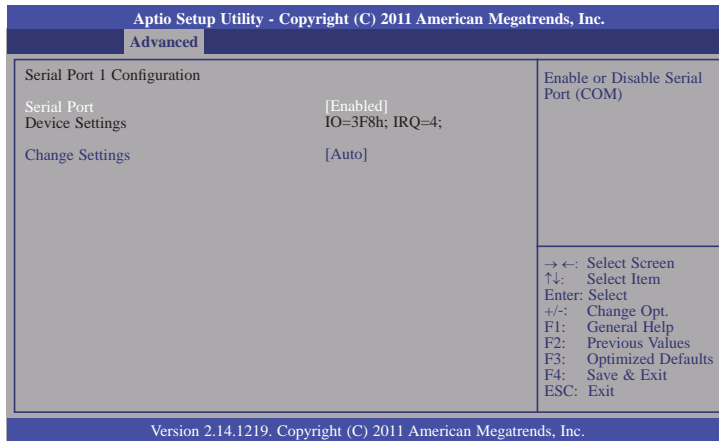 Aptio Setup Utility - Copyright (C) 2011 American Megatrends, Inc.
Advanced
Serial Port 1 Configuration
Serial Port [Enabled]
Device Settings IO=3F8h; IRQ=4;
Change Settings [Auto]
Enable or Disable Serial
Port (COM)
→ ←: Select Screen
↑↓: Select Item
Enter: Select
+/-: Change Opt.
F1: General Help
F2: Previous Values
F3: Optimized Defaults
F4: Save & Exit
ESC: Exit
Version 2.14.1219. Copyright (C) 2011 American Megatrends, Inc.